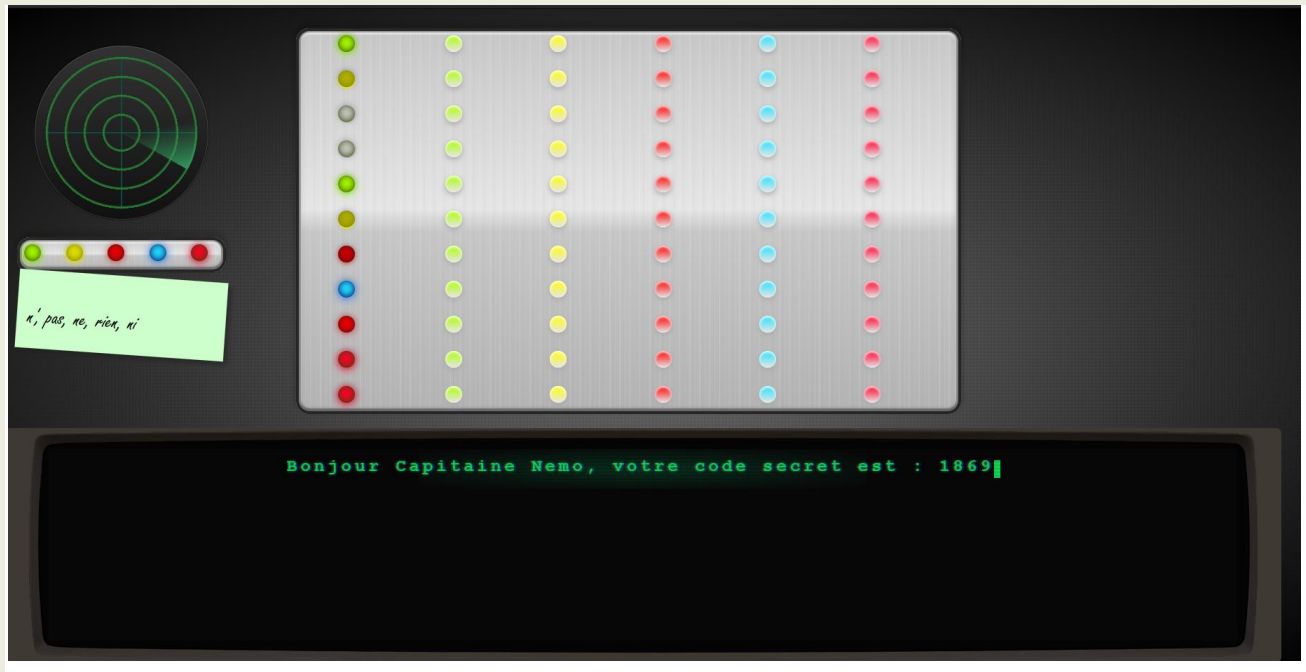 n', pas, ne, rien, ni
Bonjour Capitaine Nemo, votre code secret est : 1869